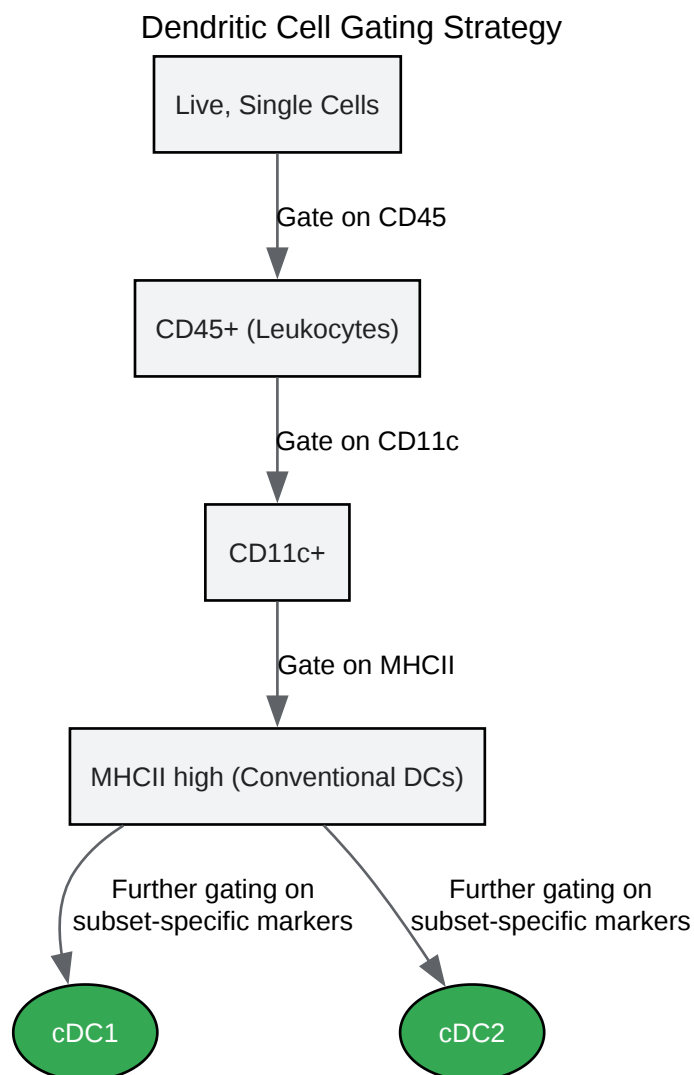 Dendritic Cell Gating Strategy
Live, Single Cells
Gate on CD45
CD45+ (Leukocytes)
Gate on CD11c
CD11c+
Gate on MHCII
MHCII high (Conventional DCs)
Further gating on
subset-specific markers
Further gating on
subset-specific markers
cDC1
cDC2